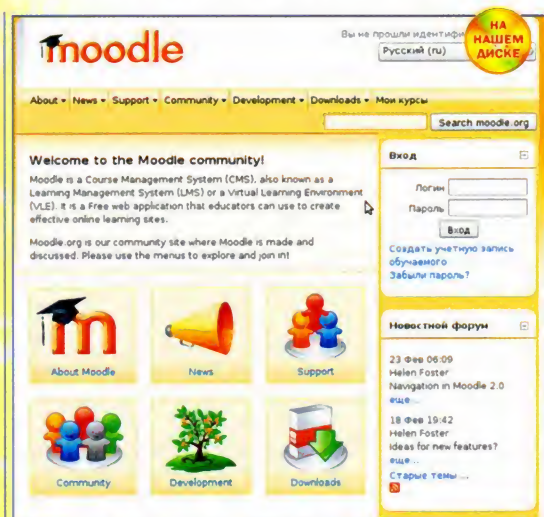 moodle
Вы не прошли идентифи
НА
НАШЕМ
ДИСКЕ
Русский (ru)
About News Support Community Development Downloads Мои курсы
Search moodle.org
Welcome to the Moodle community!
Moodle is a Course Management System (CMS), also known as a
Learning Management System (LMS) or a Virtual Learning Environment
(VLE). It is a Free web application that educators can use to create
effective online learning sites.
Moodle.org is our community site where Moodle is made and
discussed. Please use the menus to explore and join in!
About Moodle
News
Support
Community
Development
Downloads
Вход
Логин
Пароль
Вход
Создать учетную запись
обучаемого
Забыли пароль?
Новостной форум
23 Фев 06:09
Helen Foster
Navigation in Moodle 2.0
еще...
18 Фев 19:42
Helen Foster
Ideas for new features?
еще...
Старые темы ...